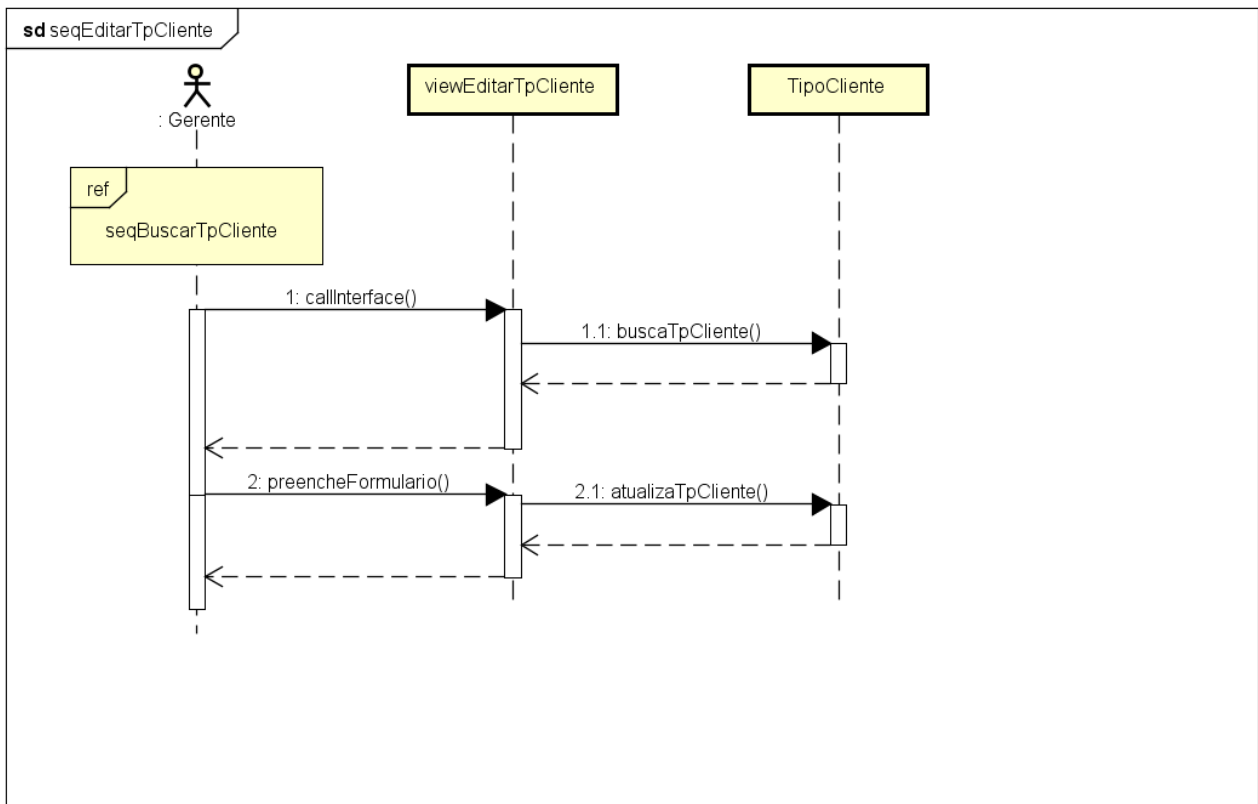 sd seqEditarTpCliente
viewEditarTpCliente
TipoCliente
: Gerente
ref
seqBuscarTpCliente
1: callInterface()
1.1: buscaTpCliente()
2: preencheFormulario()
2.1: atualizaTpCliente()